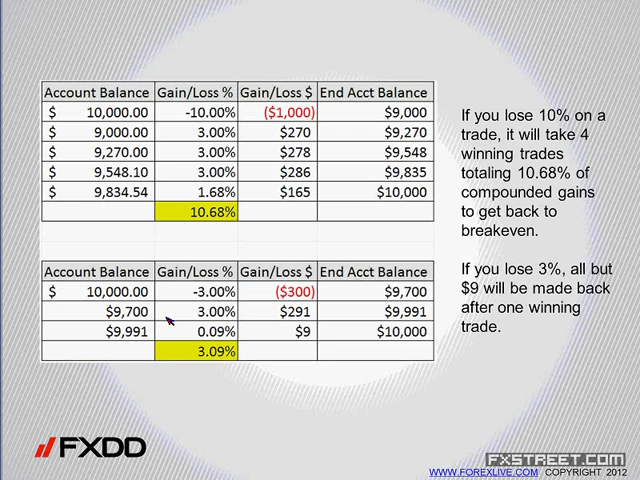 Account Balance Gain/Loss % Gain/Loss $ End Acct Balance
$ 10,000.00 -10.00% ($1,000) $9,000
$ 9,000.00 3.00% $270 $9,270
$ 9,270.00 3.00% $278 $9,548
$ 9,548.10 3.00% $286 $9,835
$ 9,834.54 1.68% $165 $10,000
10.68%
If you lose 10% on a
trade, it will take 4
winning trades
totaling 10.68% of
compounded gains
to get back to
breakeven.
Account Balance Gain/Loss % Gain/Loss $ End Acct Balance
$ 10,000.00 -3.00% ($300) $9,700
$9,700 3.00% $291 $9,991
$9,991 0.09% $9 $10,000
3.09%
If you lose 3%, all but
$9 will be made back
after one winning
trade.
FXDD
FXSTREET.COM
WWW.FOREXLIVE.COM COPYRIGHT 2012